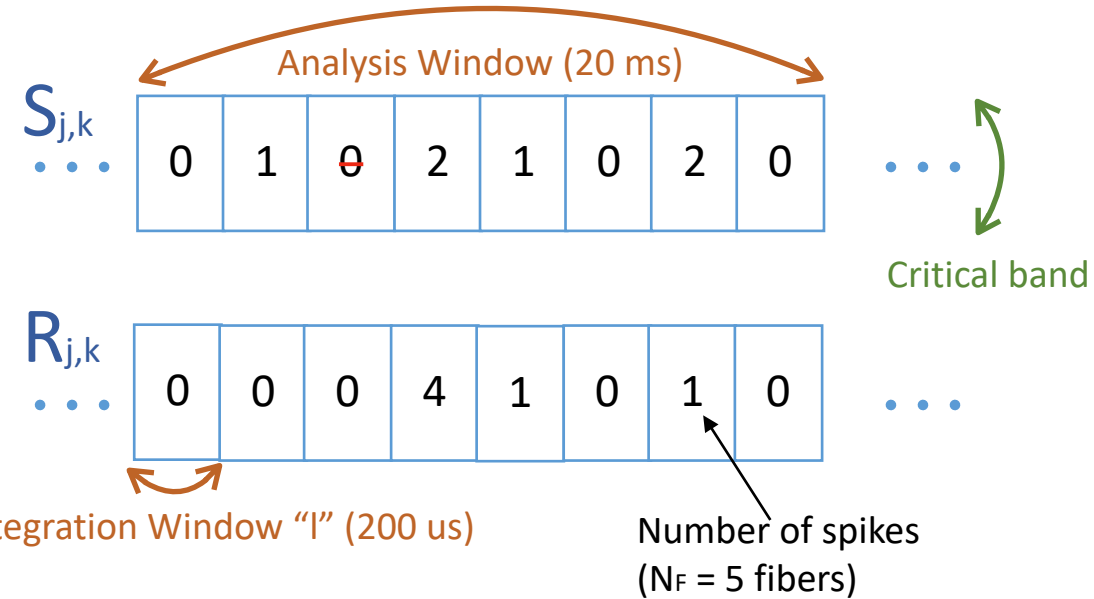 Analysis Window (20 ms)
Sj,k
... 0 1 0 2 1 0 2 0 ...
Critical band
Rj,k
... 0 0 0 4 1 0 1 0 ...
tegration Window “l” (200 us)
Number of spikes
(NF = 5 fibers)